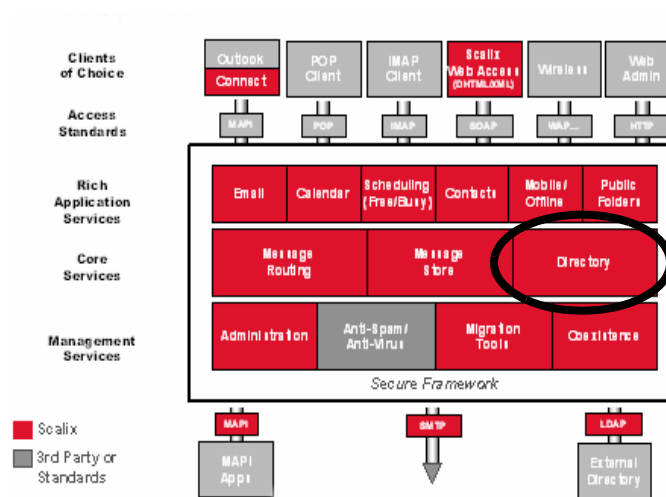 Clients
of Choice
Outlook
Connect
POP
Client
IMAP
Client
Scalix
Web Access
(DHTML/XML)
Wireless
Web
Admin
Access
Standards
MAPI
POP
IMAP
SOAP
WAP...
HTTP
Rich
Application
Services
Email
Calendar
Scheduling
(Free/Busy)
Contacts
Mobile/
Offline
Public
Folders
Core
Services
Message
Routing
Message
Store
Directory
Management
Services
Administration
Anti-Spam/
Anti-Virus
Migration
Tools
Coexistence
Secure Framework
Scalix
3rd Party or
Standards
MAPI
SMTP
LDAP
MAPI
Apps
External
Directory